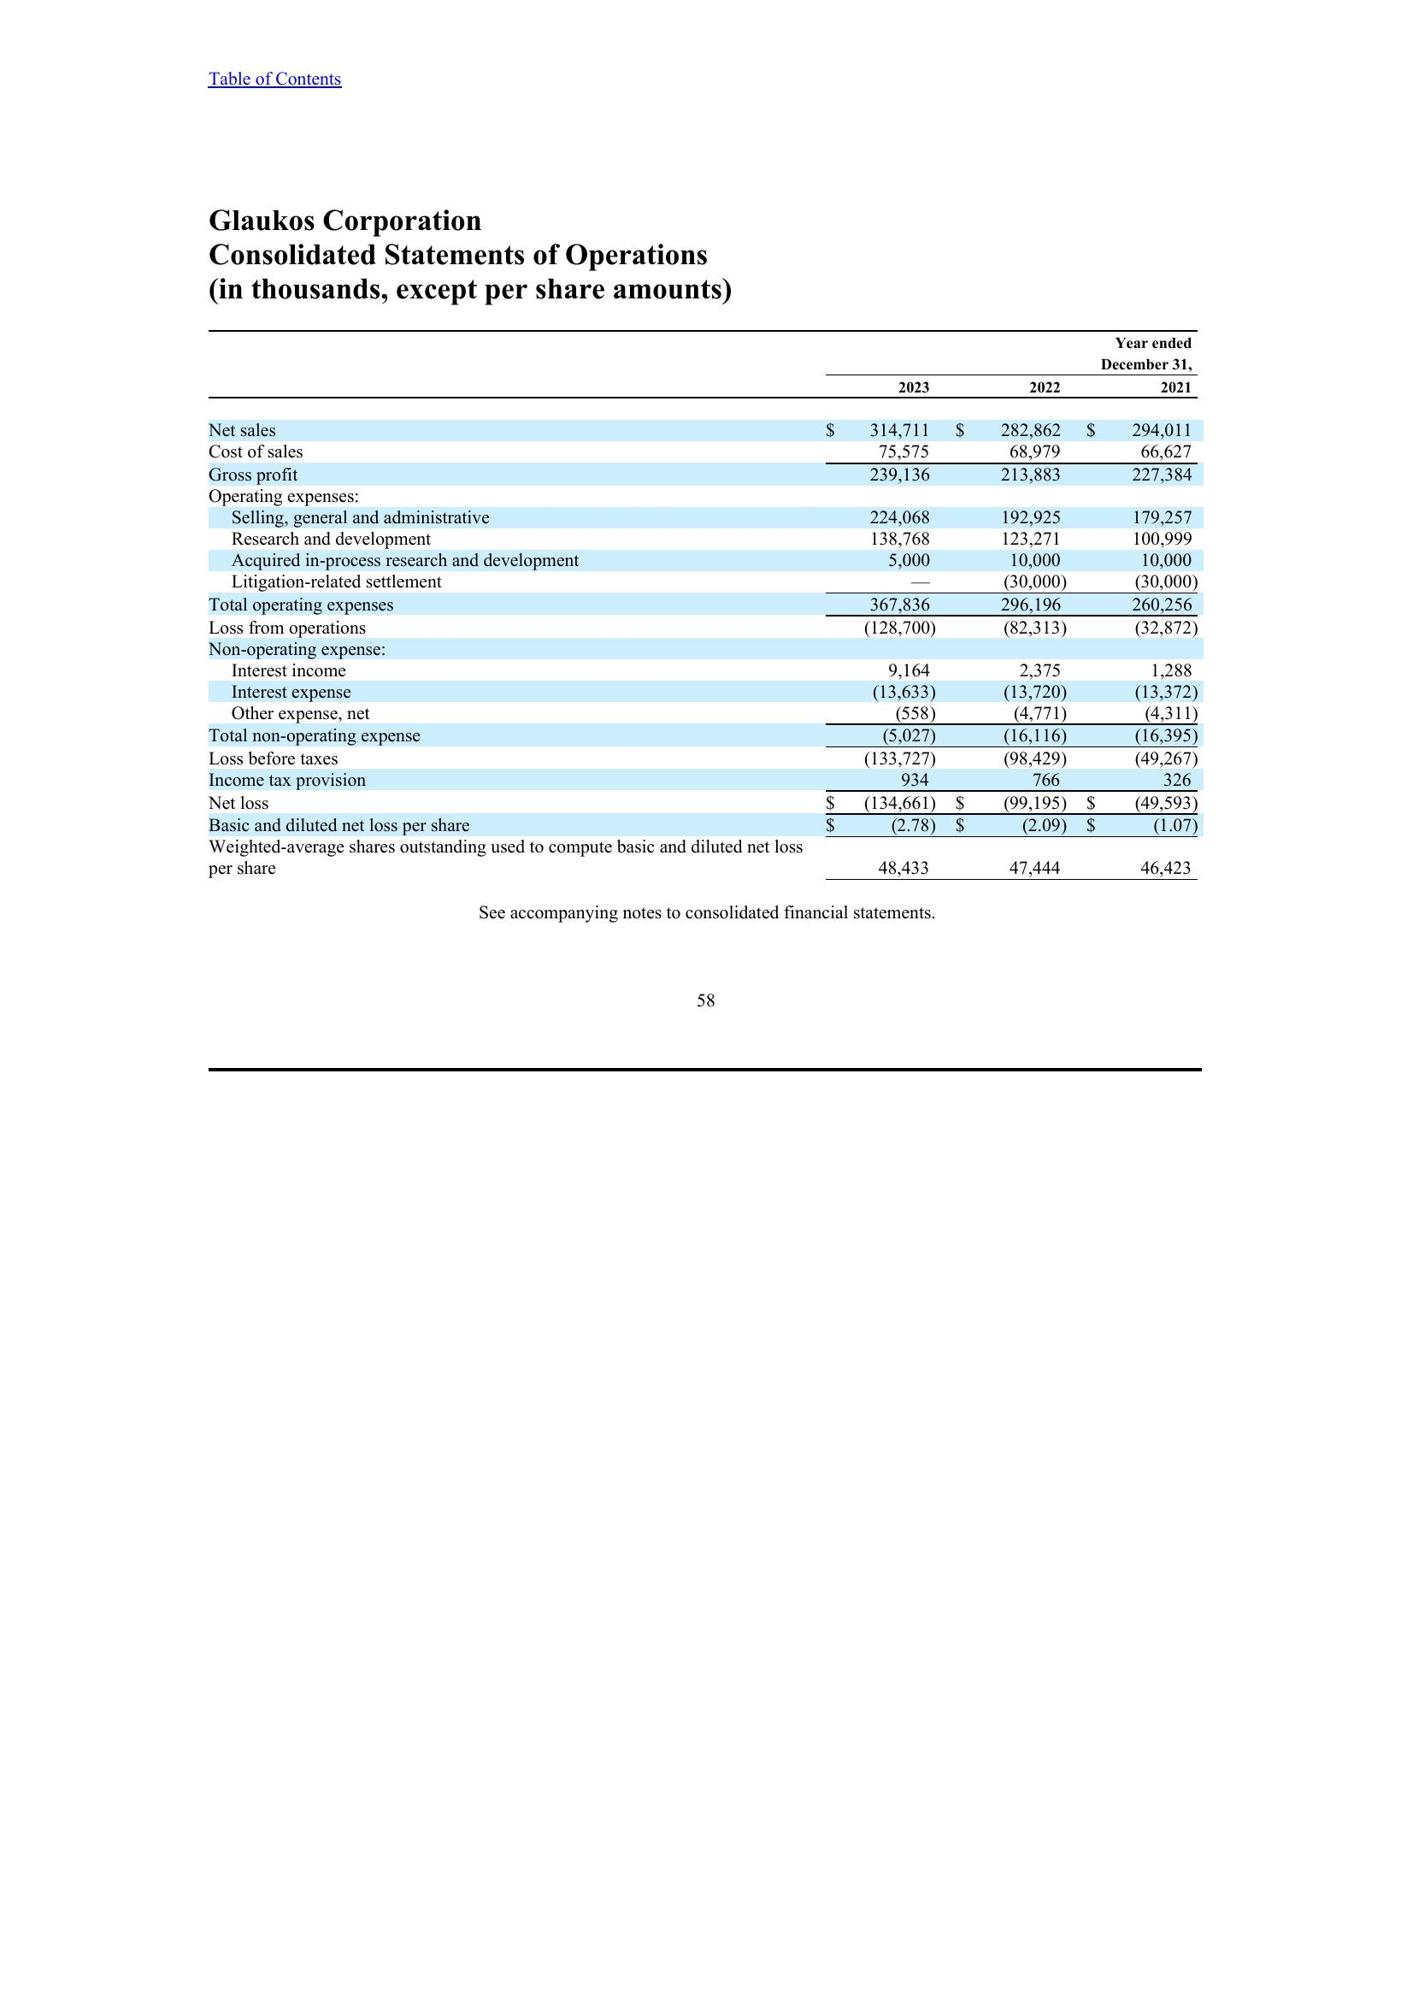 Table of Contents
Glaukos Corporation
Consolidated Statements of Operations
(in thousands, except per share amounts)
Year ended
December 31,
2023 2022 2021
Net sales $ 314,711 $ 282,862 $ 294,011
Cost of sales 75,575 68,979 66,627
Gross profit 239,136 213,883 227,384
Operating expenses:
Selling, general and administrative 224,068 192,925 179,257
Research and development 138,768 123,271 100,999
Acquired in-process research and development 5,000 10,000 10,000
Litigation-related settlement — (30,000) (30,000)
Total operating expenses 367,836 296,196 260,256
Loss from operations (128,700) (82,313) (32,872)
Non-operating expense:
Interest income 9,164 2,375 1,288
Interest expense (13,633) (13,720) (13,372)
Other expense, net (558) (4,771) (4,311)
Total non-operating expense (5,027) (16,116) (16,395)
Loss before taxes (133,727) (98,429) (49,267)
Income tax provision 934 766 326
Net loss $ (134,661) $ (99,195) $ (49,593)
Basic and diluted net loss per share $ (2.78) $ (2.09) $ (1.07)
Weighted-average shares outstanding used to compute basic and diluted net loss
per share 48,433 47,444 46,423
See accompanying notes to consolidated financial statements.
58